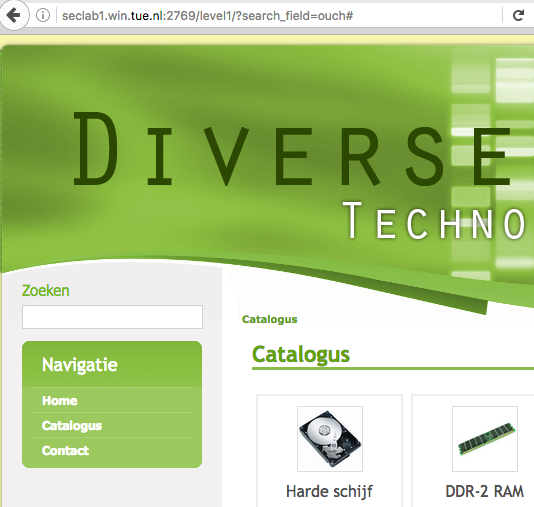 seclab1.win.tue.nl:2769/level1/?search_field=ouch#
DIVERSE
TECHNO
Zoeken
Catalogus
Navigatie
Catalogus
Home
Catalogus
Contact
Harde schijf
DDR-2 RAM